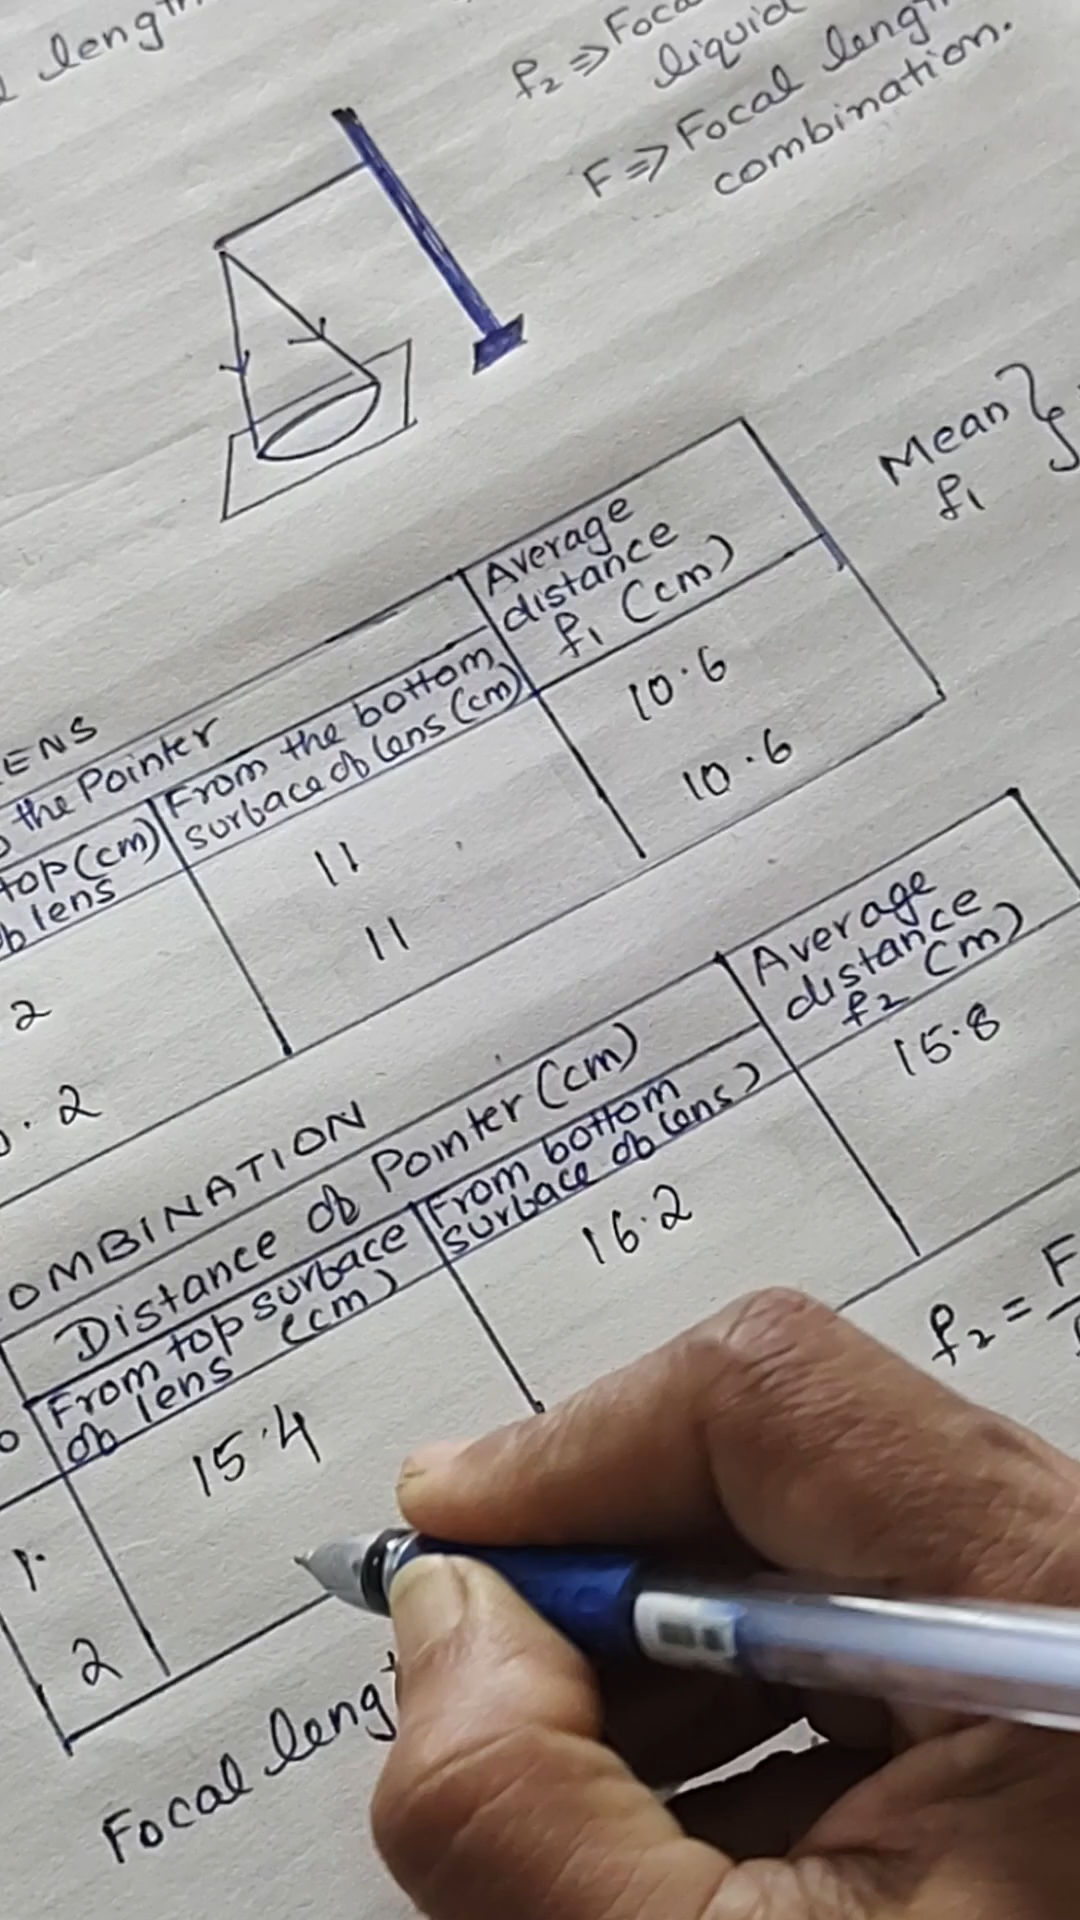 length
f₂ => Foca
liquid
F => Focal leng
combination.
Mean }
f₁
ENS
the Pointer
top (cm)
lens
From the bottom
surface of lens (cm)
Average
distance
f₁ (cm)
2
11
10.6
.2
11
10.6
OMBINATION
Distance of Pointer (cm)
From top surface
of lens (cm)
From bottom
surface of lens)
Average
distance
f₂ cm)
1.
15.4
16.2
15.8
2
f₂ = F
Focal leng